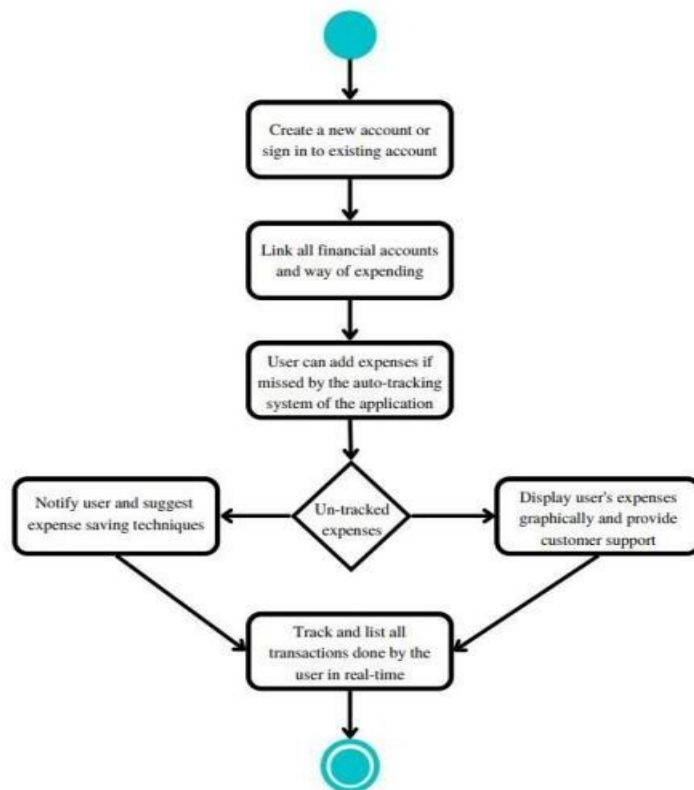 Create a new account or
sign in to existing account
Link all financial accounts
and way of expending
User can add expenses if
missed by the auto-tracking
system of the application
Notify user and suggest
expense saving techniques
Un-tracked
expenses
Display user's expenses
graphically and provide
customer support
Track and list all
transactions done by the
user in real-time